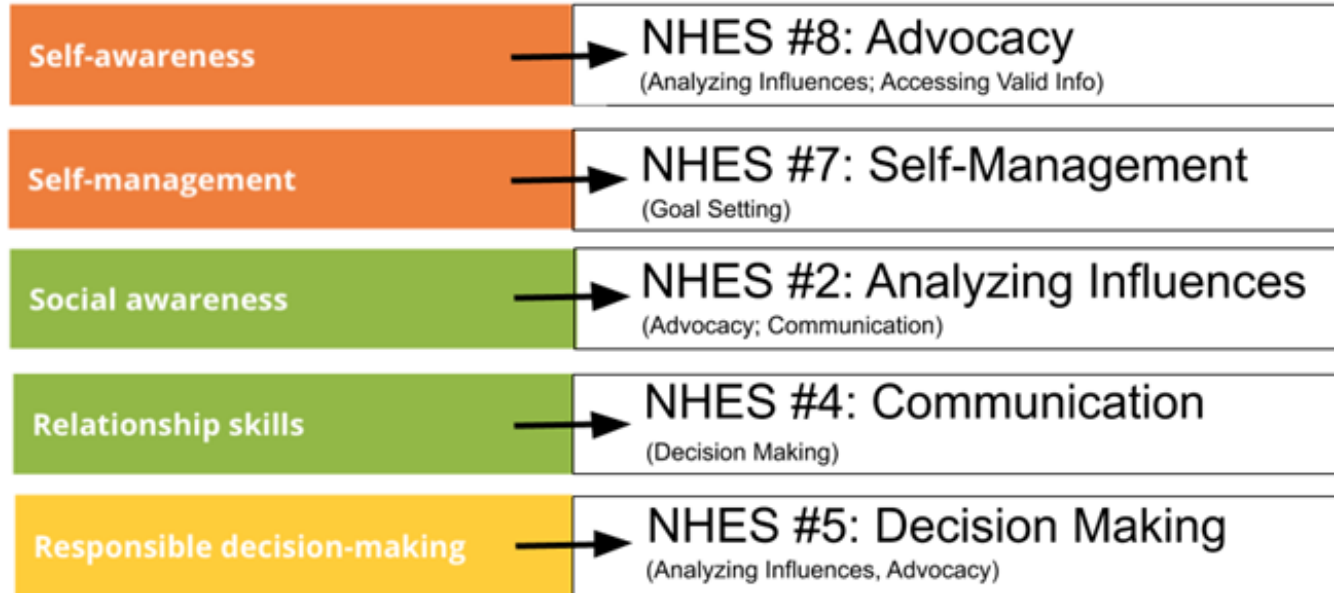 Self-awareness
NHES #8: Advocacy
(Analyzing Influences; Accessing Valid Info)
Self-management
NHES #7: Self-Management
(Goal Setting)
Social awareness
NHES #2: Analyzing Influences
(Advocacy; Communication)
Relationship skills
NHES #4: Communication
(Decision Making)
Responsible decision-making
NHES #5: Decision Making
(Analyzing Influences, Advocacy)